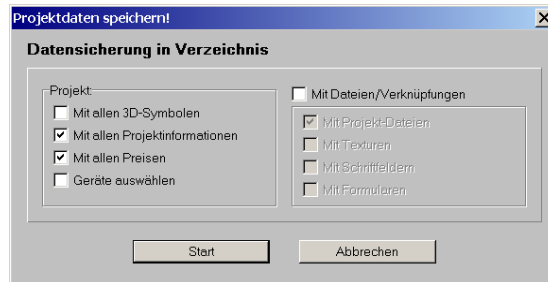 Projektdaten speichern!
Datensicherung in Verzeichnis
Projekt:
Mit allen 3D-Symbolen
Mit allen Projektinformationen
Mit allen Preisen
Geräte auswählen
Mit Dateien/Verknüpfungen
Mit Projekt-Dateien
Mit Texturen
Mit Schriftfeldern
Mit Formularen
Start
Abbrechen